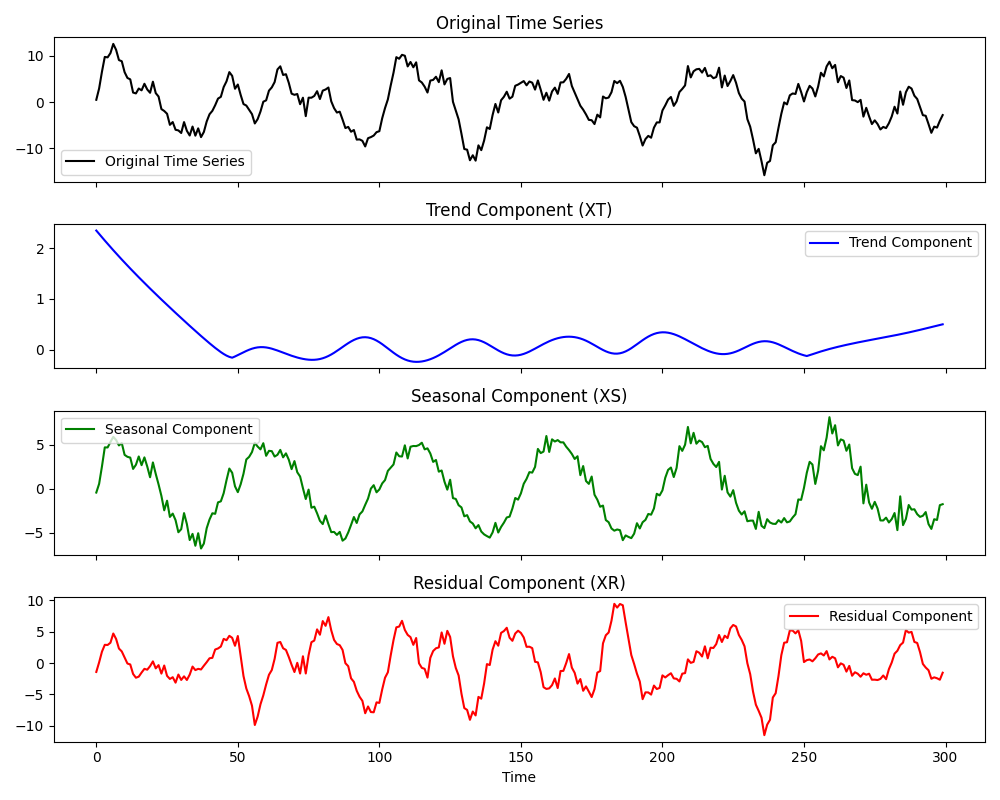 Original Time Series
10
0
−10
Original Time Series
Trend Component (XT)
2
1
0
Trend Component
Seasonal Component (XS)
5
0
−5
Seasonal Component
Residual Component (XR)
10
5
0
−5
−10
Residual Component
0 50 100 150 200 250 300
Time